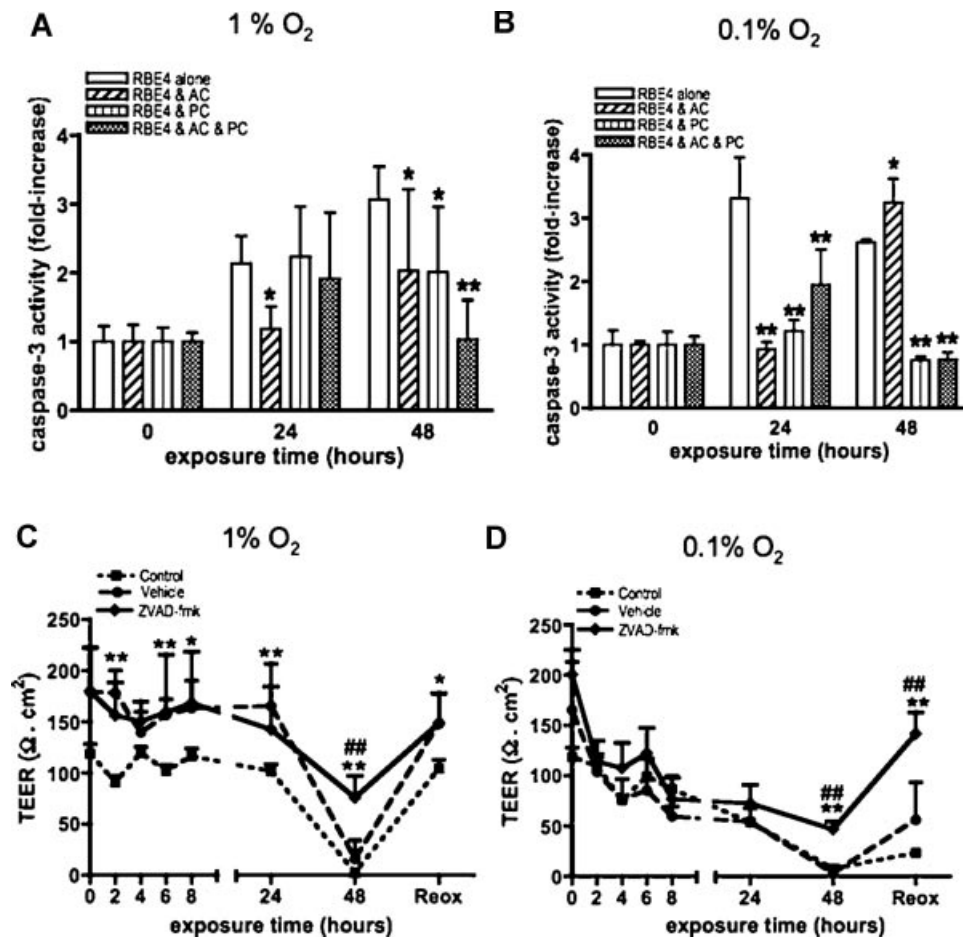 A
1 % O₂
RBE4 alone
RBE4 & AC
RBE4 & PC
RBE4 & AC & PC
caspase-3 activity (fold-increase)
4
3
2
1
0
*
*
*
**
0
24
48
exposure time (hours)
B
0.1% O₂
RBE4 alone
RBE4 & AC
RBE4 & PC
RBE4 & AC & PC
caspase-3 activity (fold-increase)
4
3
2
1
0
**
**
**
*
**
**
0
24
48
exposure time (hours)
C
1% O₂
Control
Vehicle
ZVAD-fmk
TEER (Ω . cm²)
250
200
150
100
50
0
**
**
*
**
##
**
*
0
2
4
6
8
24
48
Reox
exposure time (hours)
D
0.1% O₂
Control
Vehicle
ZVAD-fmk
TEER (Ω . cm²)
250
200
150
100
50
0
##
**
##
**
0
2
4
6
8
24
48
Reox
exposure time (hours)